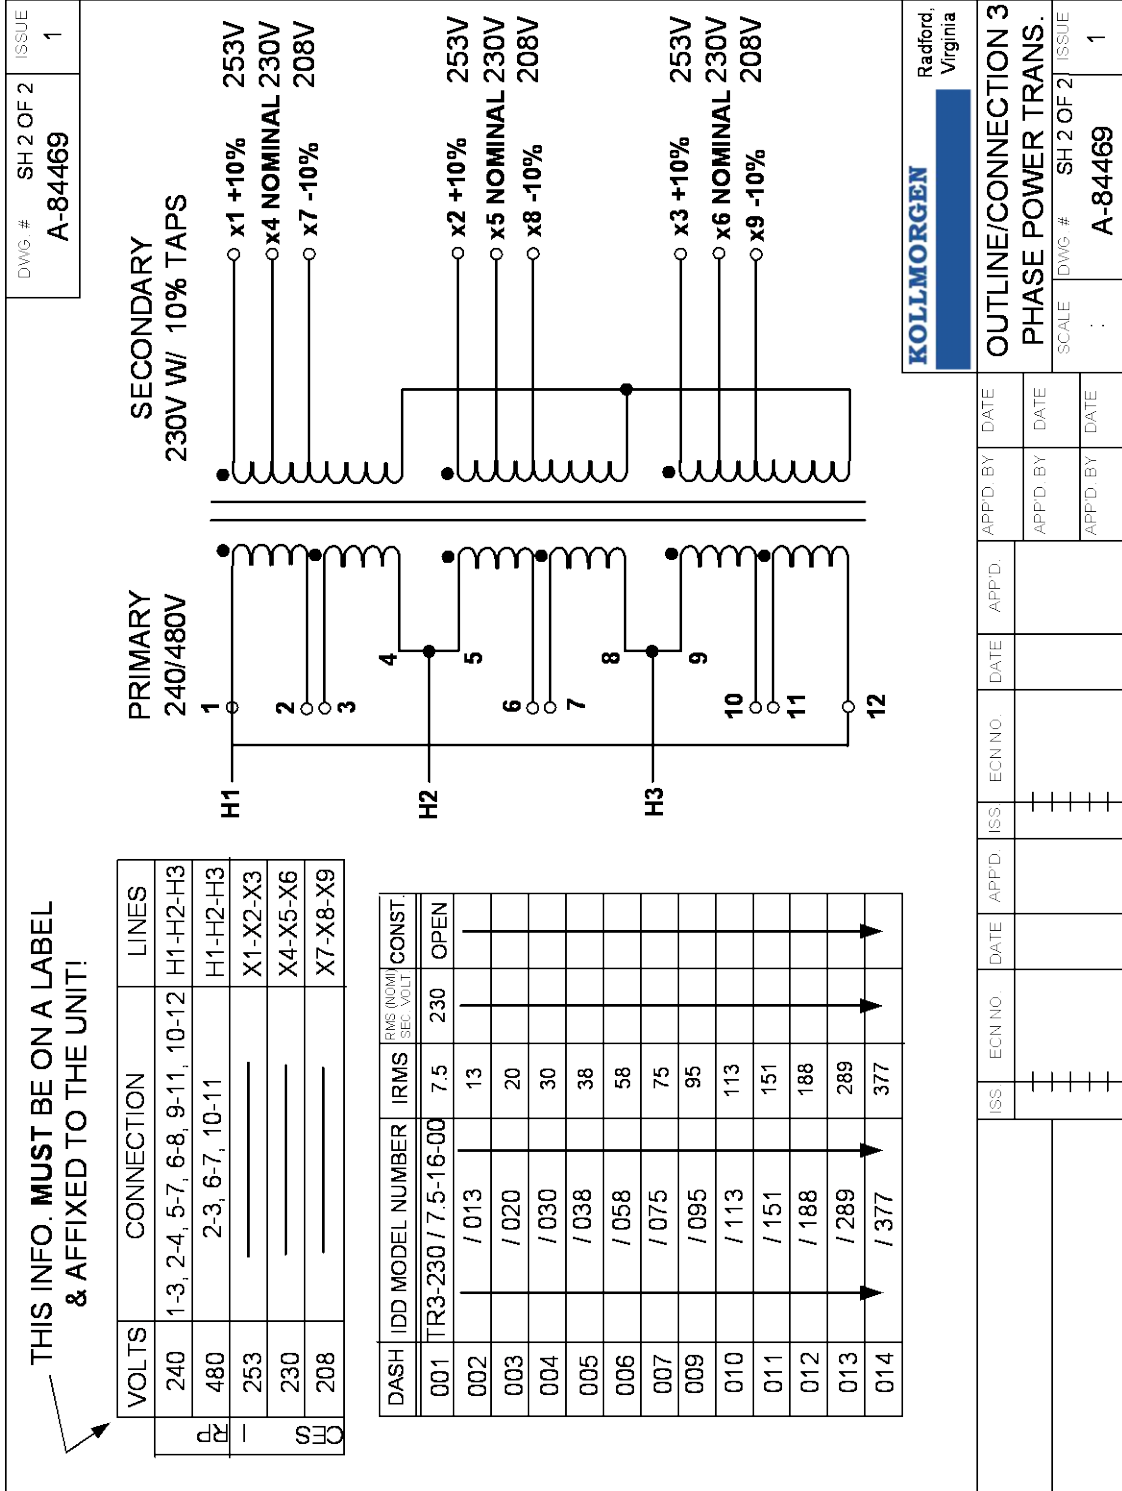 DWG. # SH 2 OF 2 ISSUE
A-84469 1
THIS INFO. MUST BE ON A LABEL
& AFFIXED TO THE UNIT!
VOLTS CONNECTION LINES
240 1-3, 2-4, 5-7, 6-8, 9-11, 10-12 H1-H2-H3
480 2-3, 6-7, 10-11 H1-H2-H3
253 X1-X2-X3
230 X4-X5-X6
208 X7-X8-X9
RP
I
CES
PRIMARY
240/480V
SECONDARY
230V W/ 10% TAPS
H1
H2
H3
1
2
3
4
5
6
7
8
9
10
11
12
x1 +10% 253V
x4 NOMINAL 230V
x7 -10% 208V
x2 +10% 253V
x5 NOMINAL 230V
x8 -10% 208V
x3 +10% 253V
x6 NOMINAL 230V
x9 -10% 208V
DASH IDD MODEL NUMBER IRMS RMS (NOM) SEC. VOLT CONST.
001 TR3-230 / 7.5-16-00 7.5 230 OPEN
002 / 013 13
003 / 020 20
004 / 030 30
005 / 038 38
006 / 058 58
007 / 075 75
009 / 095 95
010 / 113 113
011 / 151 151
012 / 188 188
013 / 289 289
014 / 377 377
KOLLMORGEN Radford,
Virginia
ISS. ECN NO. DATE APP'D. ISS. ECN NO. DATE APP'D. APP'D. BY DATE
APP'D. BY DATE
APP'D. BY DATE
OUTLINE/CONNECTION 3
PHASE POWER TRANS.
SCALE DWG # SH 2 OF 2 ISSUE
: A-84469 1